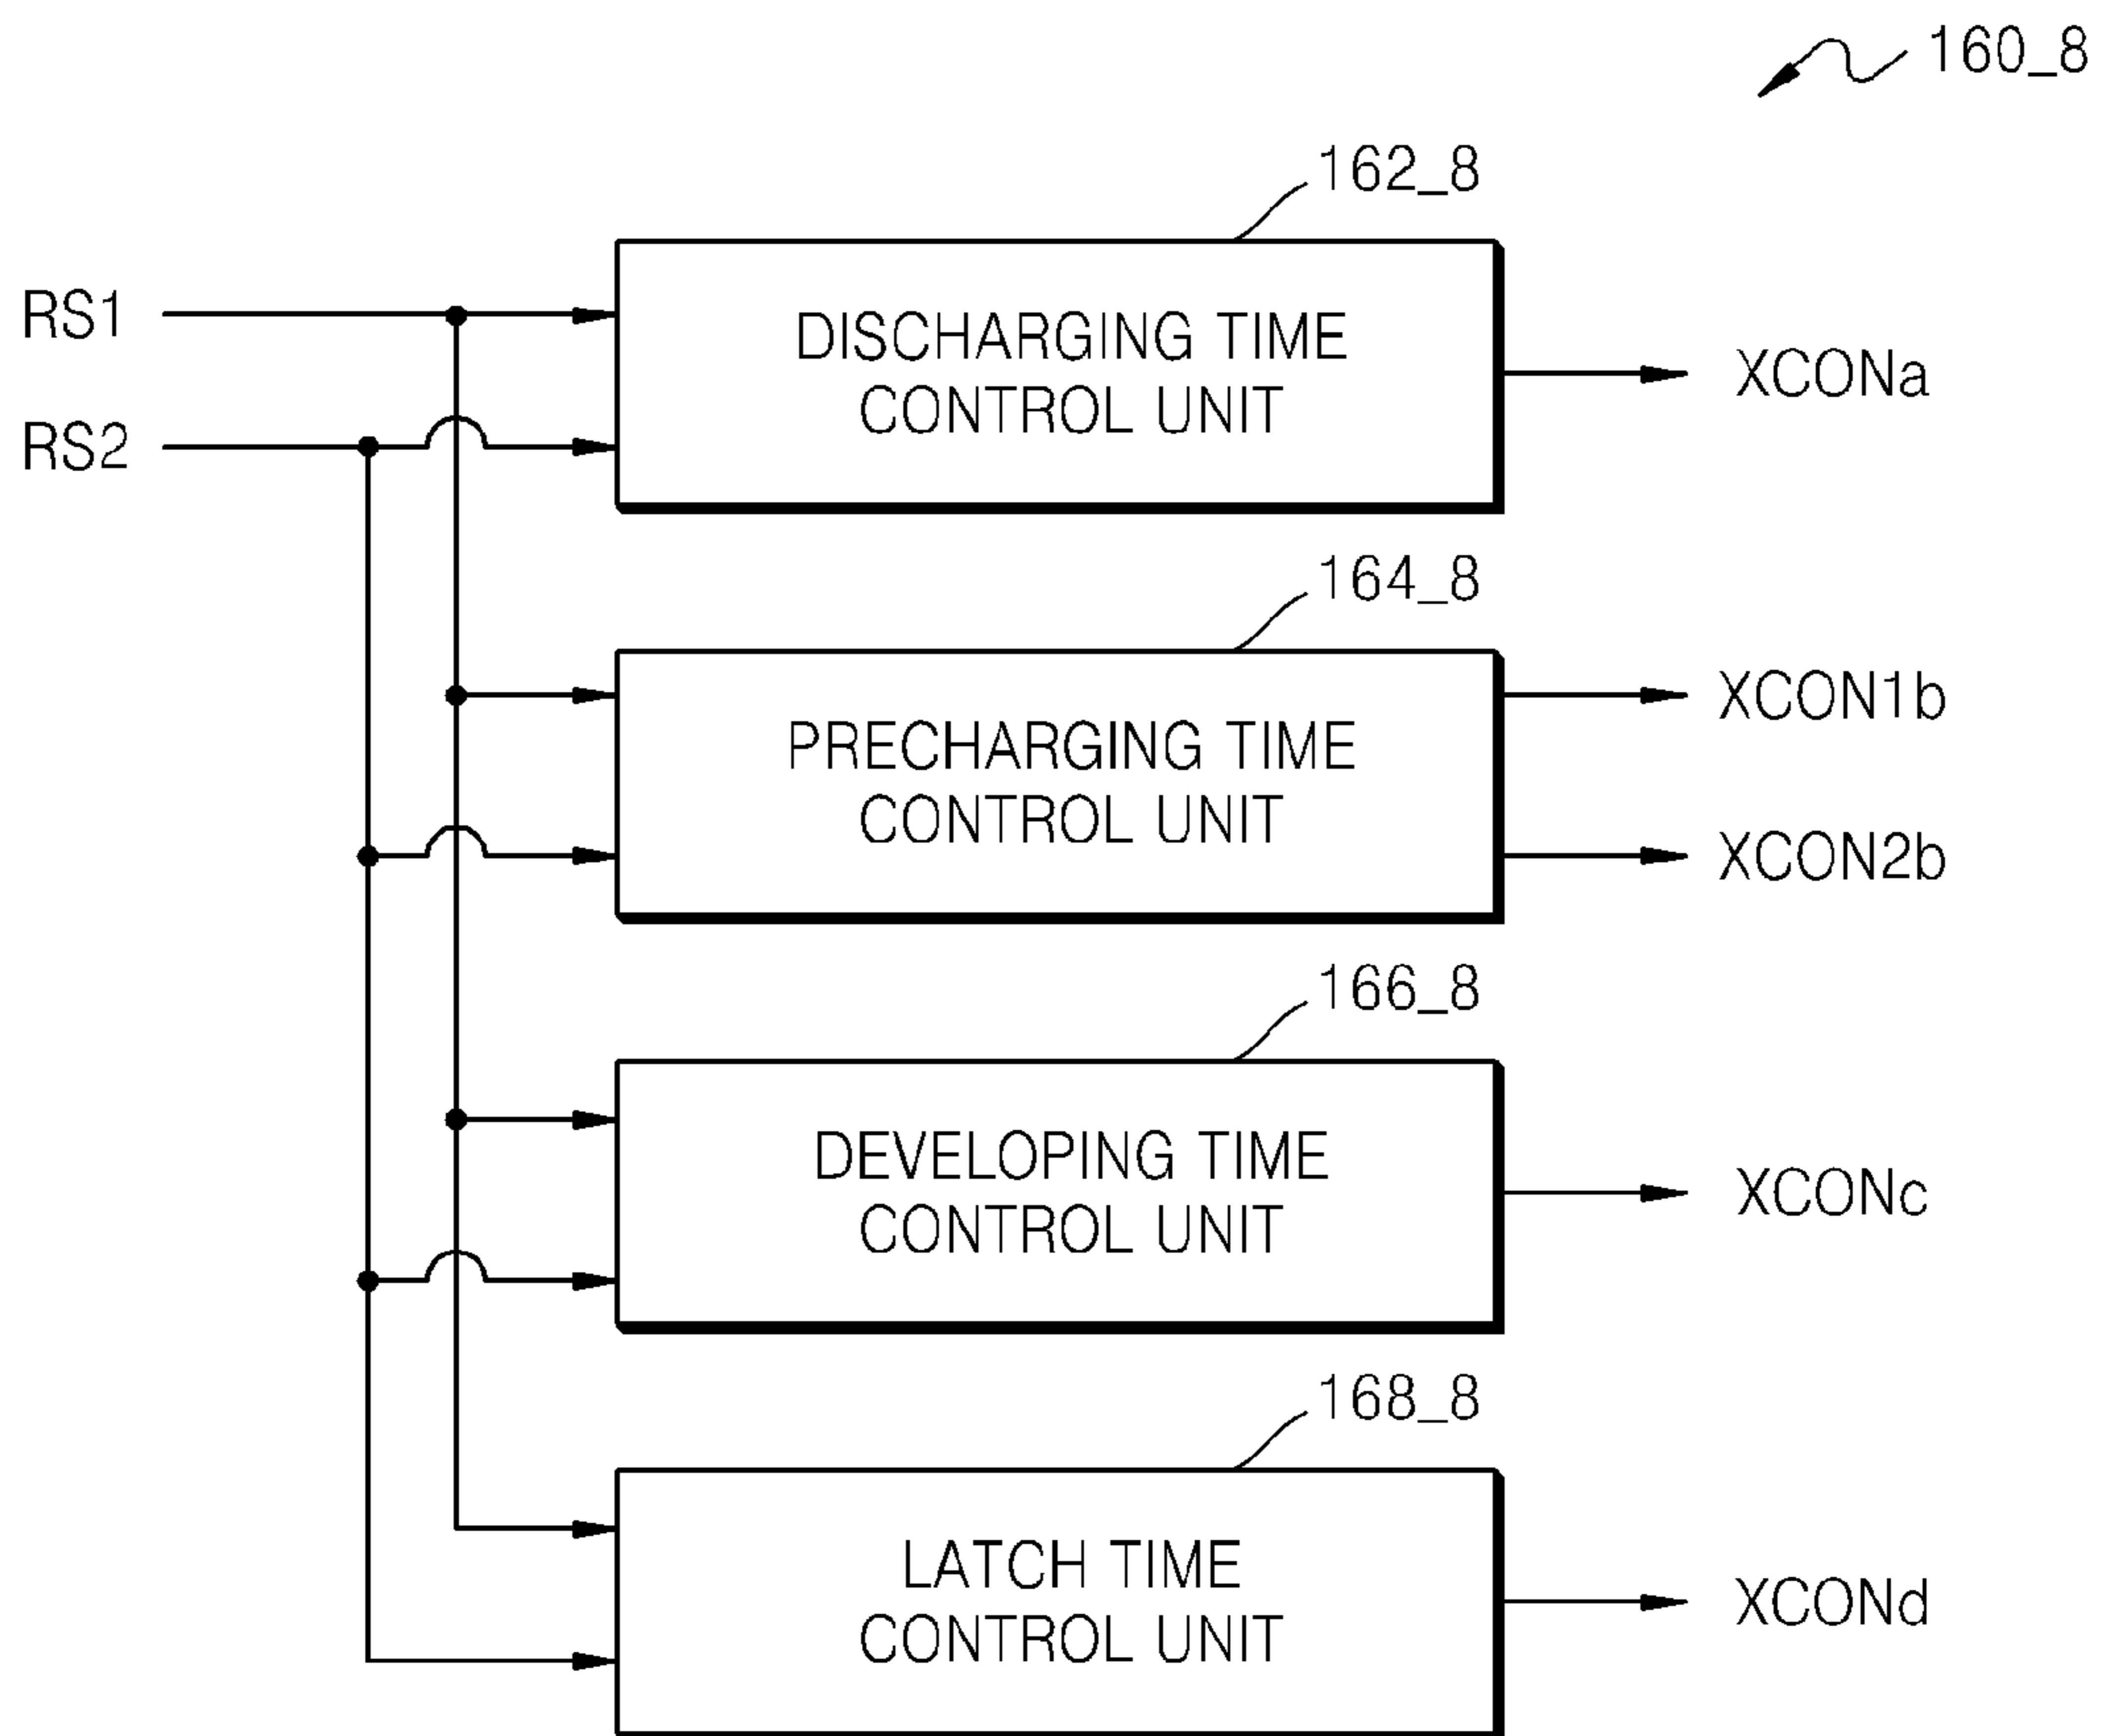 160_8
162_8
RS1
DISCHARGING TIME
CONTROL UNIT
XCONa
RS2
164_8
PRECHARGING TIME
CONTROL UNIT
XCON1b
XCON2b
166_8
DEVELOPING TIME
CONTROL UNIT
XCONc
168_8
LATCH TIME
CONTROL UNIT
XCONd